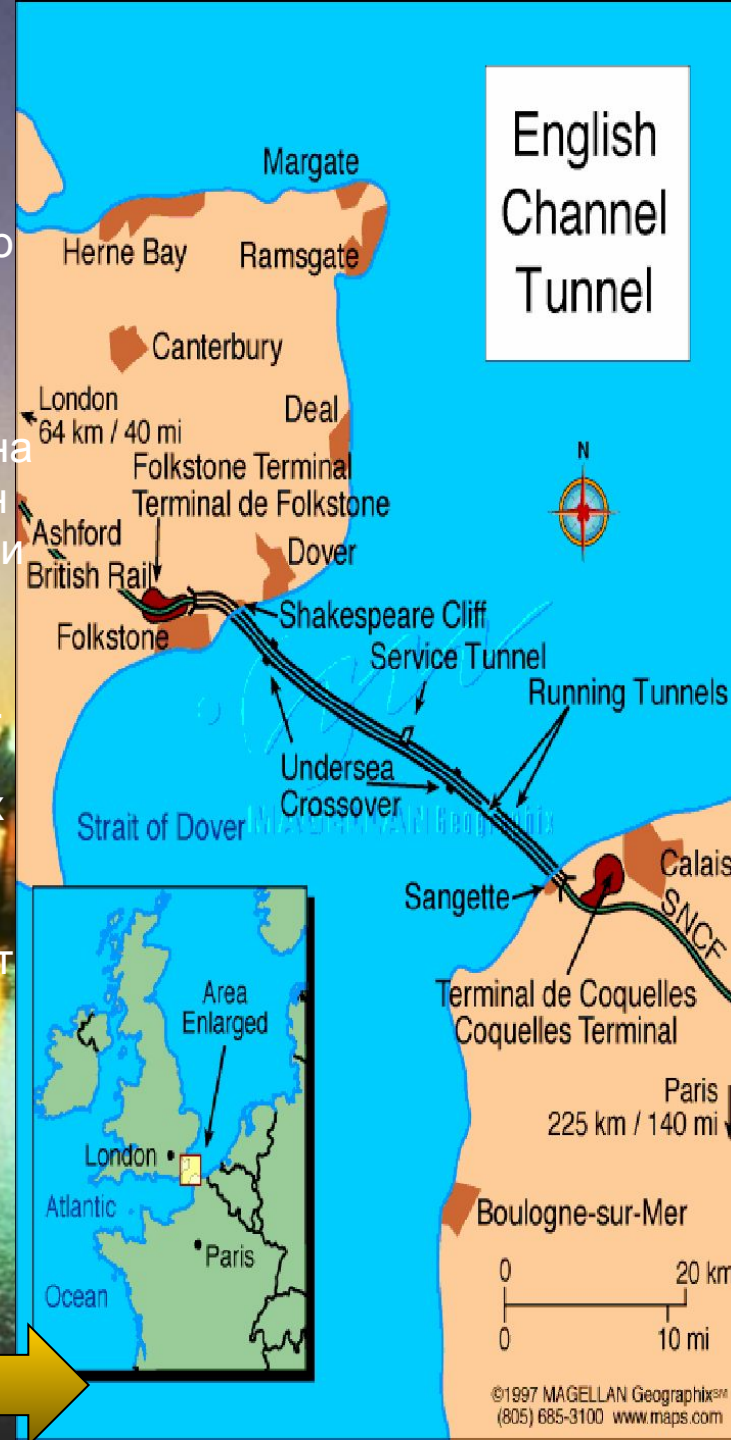 English
Channel
Tunnel
Margate
Herne Bay
Ramsgate
Canterbury
London
64 km / 40 mi
Deal
Folkstone Terminal
Terminal de Folkstone
N
Ashford
Dover
British Rail
Shakespeare Cliff
Folkstone
Service Tunnel
Running Tunnels
Undersea
Crossover
Strait of Dover
MAGELLAN Geographix
Calais
Sangette
SNCF
Terminal de Coquelles
Coquelles Terminal
Area
Enlarged
Paris
225 km / 140 mi
London
Atlantic
Boulogne-sur-Mer
Paris
Ocean
0 20 km
0 10 mi
©1997 MAGELLAN Geographix℠
(805) 685-3100 www.maps.com